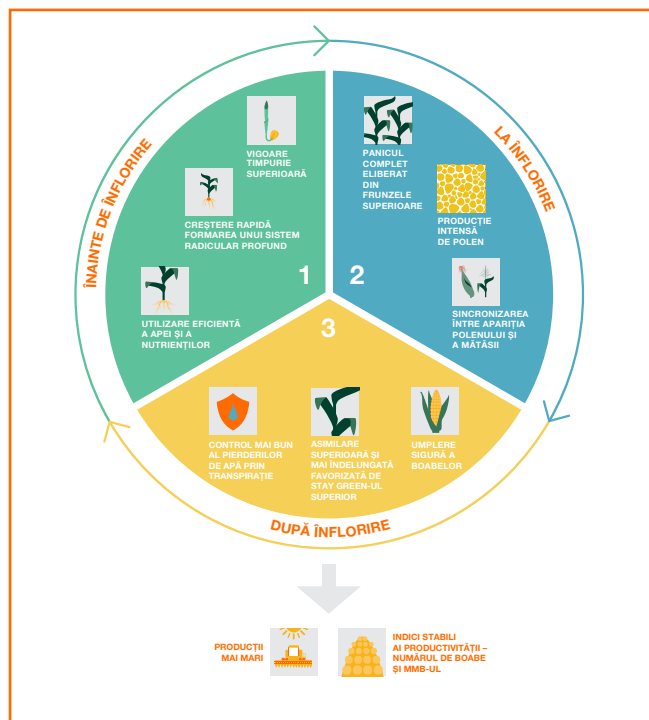 ÎNAINTE DE ÎNFLORIRE
VIGOARE
TIMPURIE
SUPERIOARĂ
CREȘTERE RAPIDĂ
FORMAREA UNUI SISTEM
RADICULAR PROFUND
UTILIZARE EFICIENTĂ
A APEI ȘI A
NUTRIENȚILOR
1
LA ÎNFLORIRE
PANICUL
COMPLET
ELIBERAT
DIN
FRUNZELE
SUPERIOARE
PRODUCȚIE
INTENSĂ
DE POLEN
SINCRONIZAREA
ÎNTRE APARIȚIA
POLENULUI ȘI
A MĂTĂSII
2
3
CONTROL MAI BUN
AL PIERDERILOR
DE APĂ PRIN
TRANSPIRAȚIE
ASIMILARE
SUPERIOARĂ ȘI
MAI ÎNDELUNGATĂ
FAVORIZATĂ DE
STAY GREEN-UL
SUPERIOR
UMPLERE
SIGURĂ A
BOABELOR
DUPĂ ÎNFLORIRE
PRODUCȚII
MAI MARI
INDICI STABILI
AI PRODUCTIVITĂȚII –
NUMĂRUL DE BOABE
ȘI MMB-UL